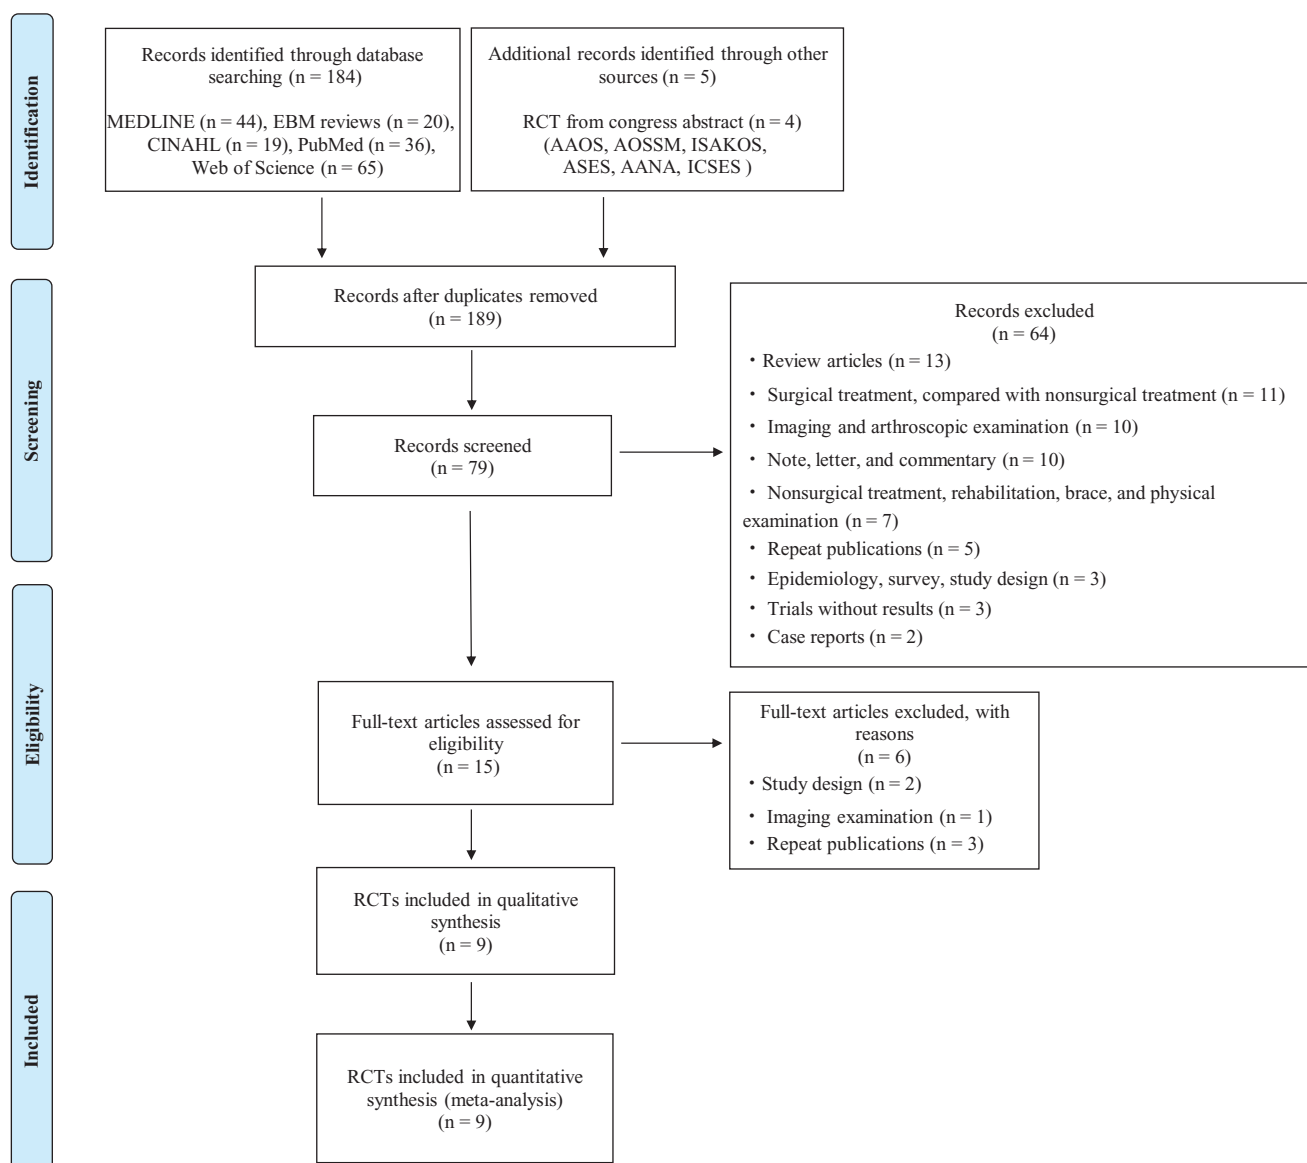 Identification
Records identified through database
searching (n = 184)
MEDLINE (n = 44), EBM reviews (n = 20),
CINAHL (n = 19), PubMed (n = 36),
Web of Science (n = 65)
Additional records identified through other
sources (n = 5)
RCT from congress abstract (n = 4)
(AAOS, AOSSM, ISAKOS,
ASES, AANA, ICSES )
Screening
Records after duplicates removed
(n = 189)
Records screened
(n = 79)
Records excluded
(n = 64)
・Review articles (n = 13)
・ Surgical treatment, compared with nonsurgical treatment (n = 11)
・ Imaging and arthroscopic examination (n = 10)
・ Note, letter, and commentary (n = 10)
・ Nonsurgical treatment, rehabilitation, brace, and physical
examination (n = 7)
・ Repeat publications (n = 5)
・ Epidemiology, survey, study design (n = 3)
・ Trials without results (n = 3)
・ Case reports (n = 2)
Eligibility
Full-text articles assessed for
eligibility
(n = 15)
Full-text articles excluded, with
reasons
(n = 6)
・Study design (n = 2)
・ Imaging examination (n = 1)
・ Repeat publications (n = 3)
Included
RCTs included in qualitative
synthesis
(n = 9)
RCTs included in quantitative
synthesis (meta-analysis)
(n = 9)